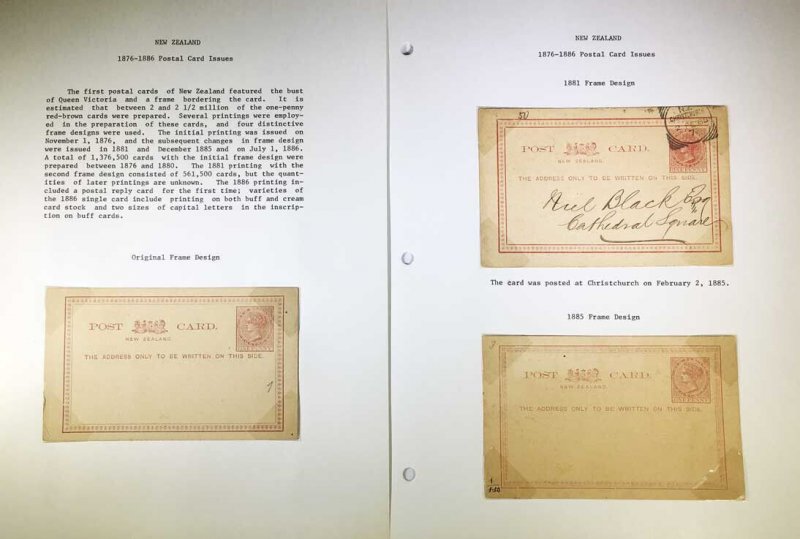 NEW ZEALAND
1876-1886 Postal Card Issues
The first postal cards of New Zealand featured the bust
of Queen Victoria and a frame bordering the card. It is
estimated that between 2 and 2 1/2 million of the one-penny
red-brown cards were prepared. Several printings were employ-
ed in the preparation of these cards, and four distinctive
frame designs were used. The initial printing was issued on
November 1, 1876, and the subsequent changes in frame design
were issued in 1881 and December 1885 and on July 1, 1886.
A total of 1,376,500 cards with the initial frame design were
prepared between 1876 and 1880. The 1881 printing with the
second frame design consisted of 561,500 cards, but the quant-
ities of later printings are unknown. The 1886 printing in-
cluded a postal reply card for the first time; varieties of
the 1886 single card include printing on both buff and cream
card stock and two sizes of capital letters in the inscrip-
tion on buff cards.
Original Frame Design
POST CARD.
NEW ZEALAND.
THE ADDRESS ONLY TO BE WRITTEN ON THIS SIDE.
NEW ZEALAND
1876-1886 Postal Card Issues
1881 Frame Design
POST CARD.
NEW ZEALAND.
THE ADDRESS ONLY TO BE WRITTEN ON THIS SIDE.
Niel Black Esq
Cathedral Square
The card was posted at Christchurch on February 2, 1885.
1885 Frame Design
POST CARD.
NEW ZEALAND.
THE ADDRESS ONLY TO BE WRITTEN ON THIS SIDE.